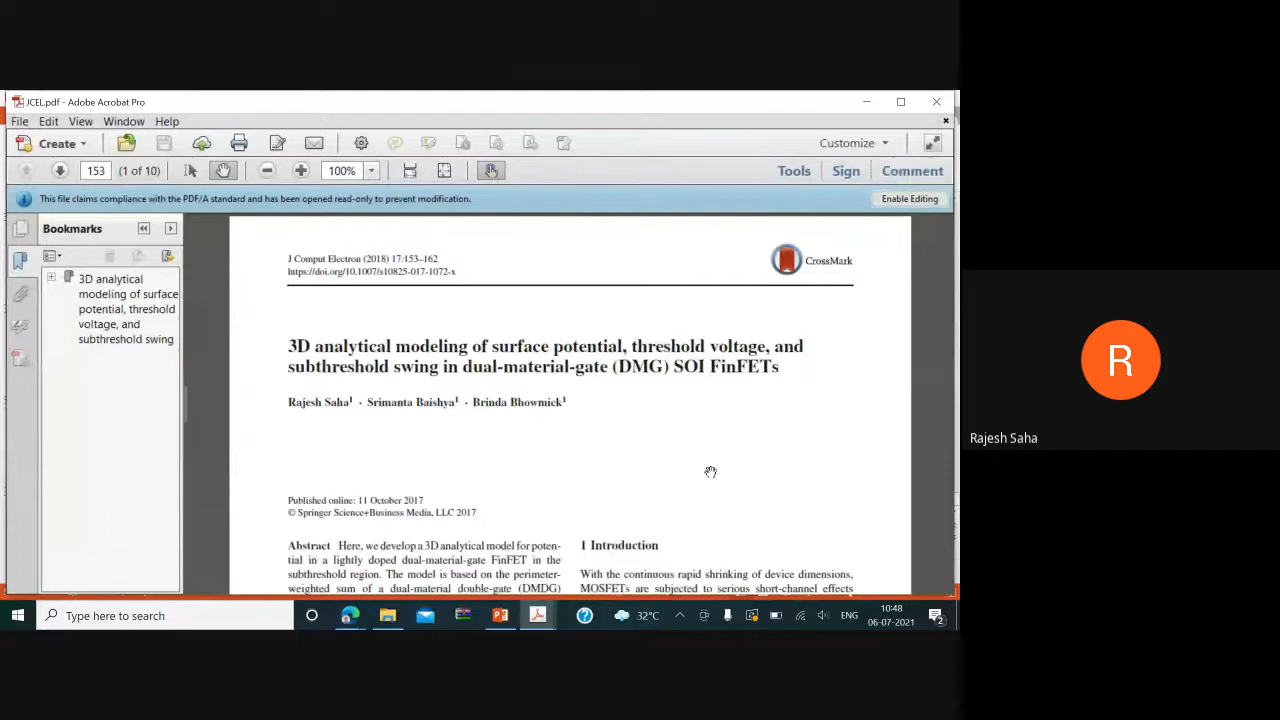 JCEL.pdf - Adobe Acrobat Pro
File Edit View Window Help
Create
Customize
153 (1 of 10)
100%
Tools Sign Comment
This file claims compliance with the PDF/A standard and has been opened read-only to prevent modification.
Enable Editing
Bookmarks
3D analytical
modeling of surface
potential, threshold
voltage, and
subthreshold swing
J Comput Electron (2018) 17:153–162
https://doi.org/10.1007/s10825-017-1072-x
CrossMark
3D analytical modeling of surface potential, threshold voltage, and
subthreshold swing in dual-material-gate (DMG) SOI FinFETs
Rajesh Saha¹ · Srimanta Baishya¹ · Brinda Bhowmick¹
Published online: 11 October 2017
© Springer Science+Business Media, LLC 2017
Abstract Here, we develop a 3D analytical model for poten-
tial in a lightly doped dual-material-gate FinFET in the
subthreshold region. The model is based on the perimeter-
weighted sum of a dual-material double-gate (DMDG)
1 Introduction
With the continuous rapid shrinking of device dimensions,
MOSFETs are subjected to serious short-channel effects
R
Rajesh Saha
Type here to search
32°C
ENG
10:48
06-07-2021
2